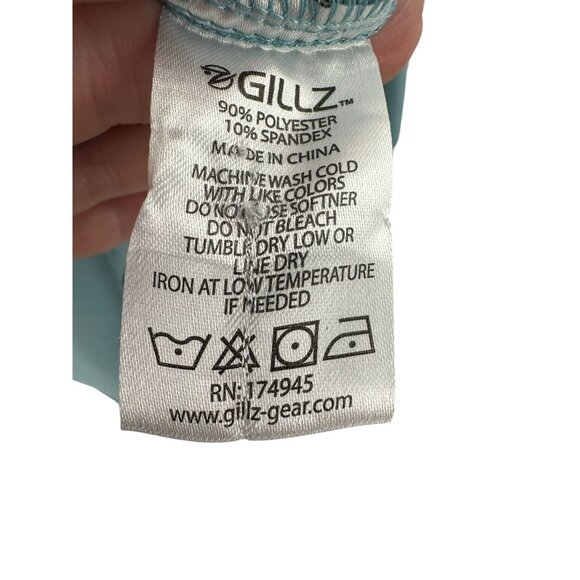 GILLZ™
90% POLYESTER
10% SPANDEX
MADE IN CHINA
MACHINE WASH COLD
WITH LIKE COLORS
DO NOT USE SOFTNER
DO NOT BLEACH
TUMBLE DRY LOW OR
LINE DRY
IRON AT LOW TEMPERATURE
IF NEEDED
RN: 174945
www.gillz-gear.com